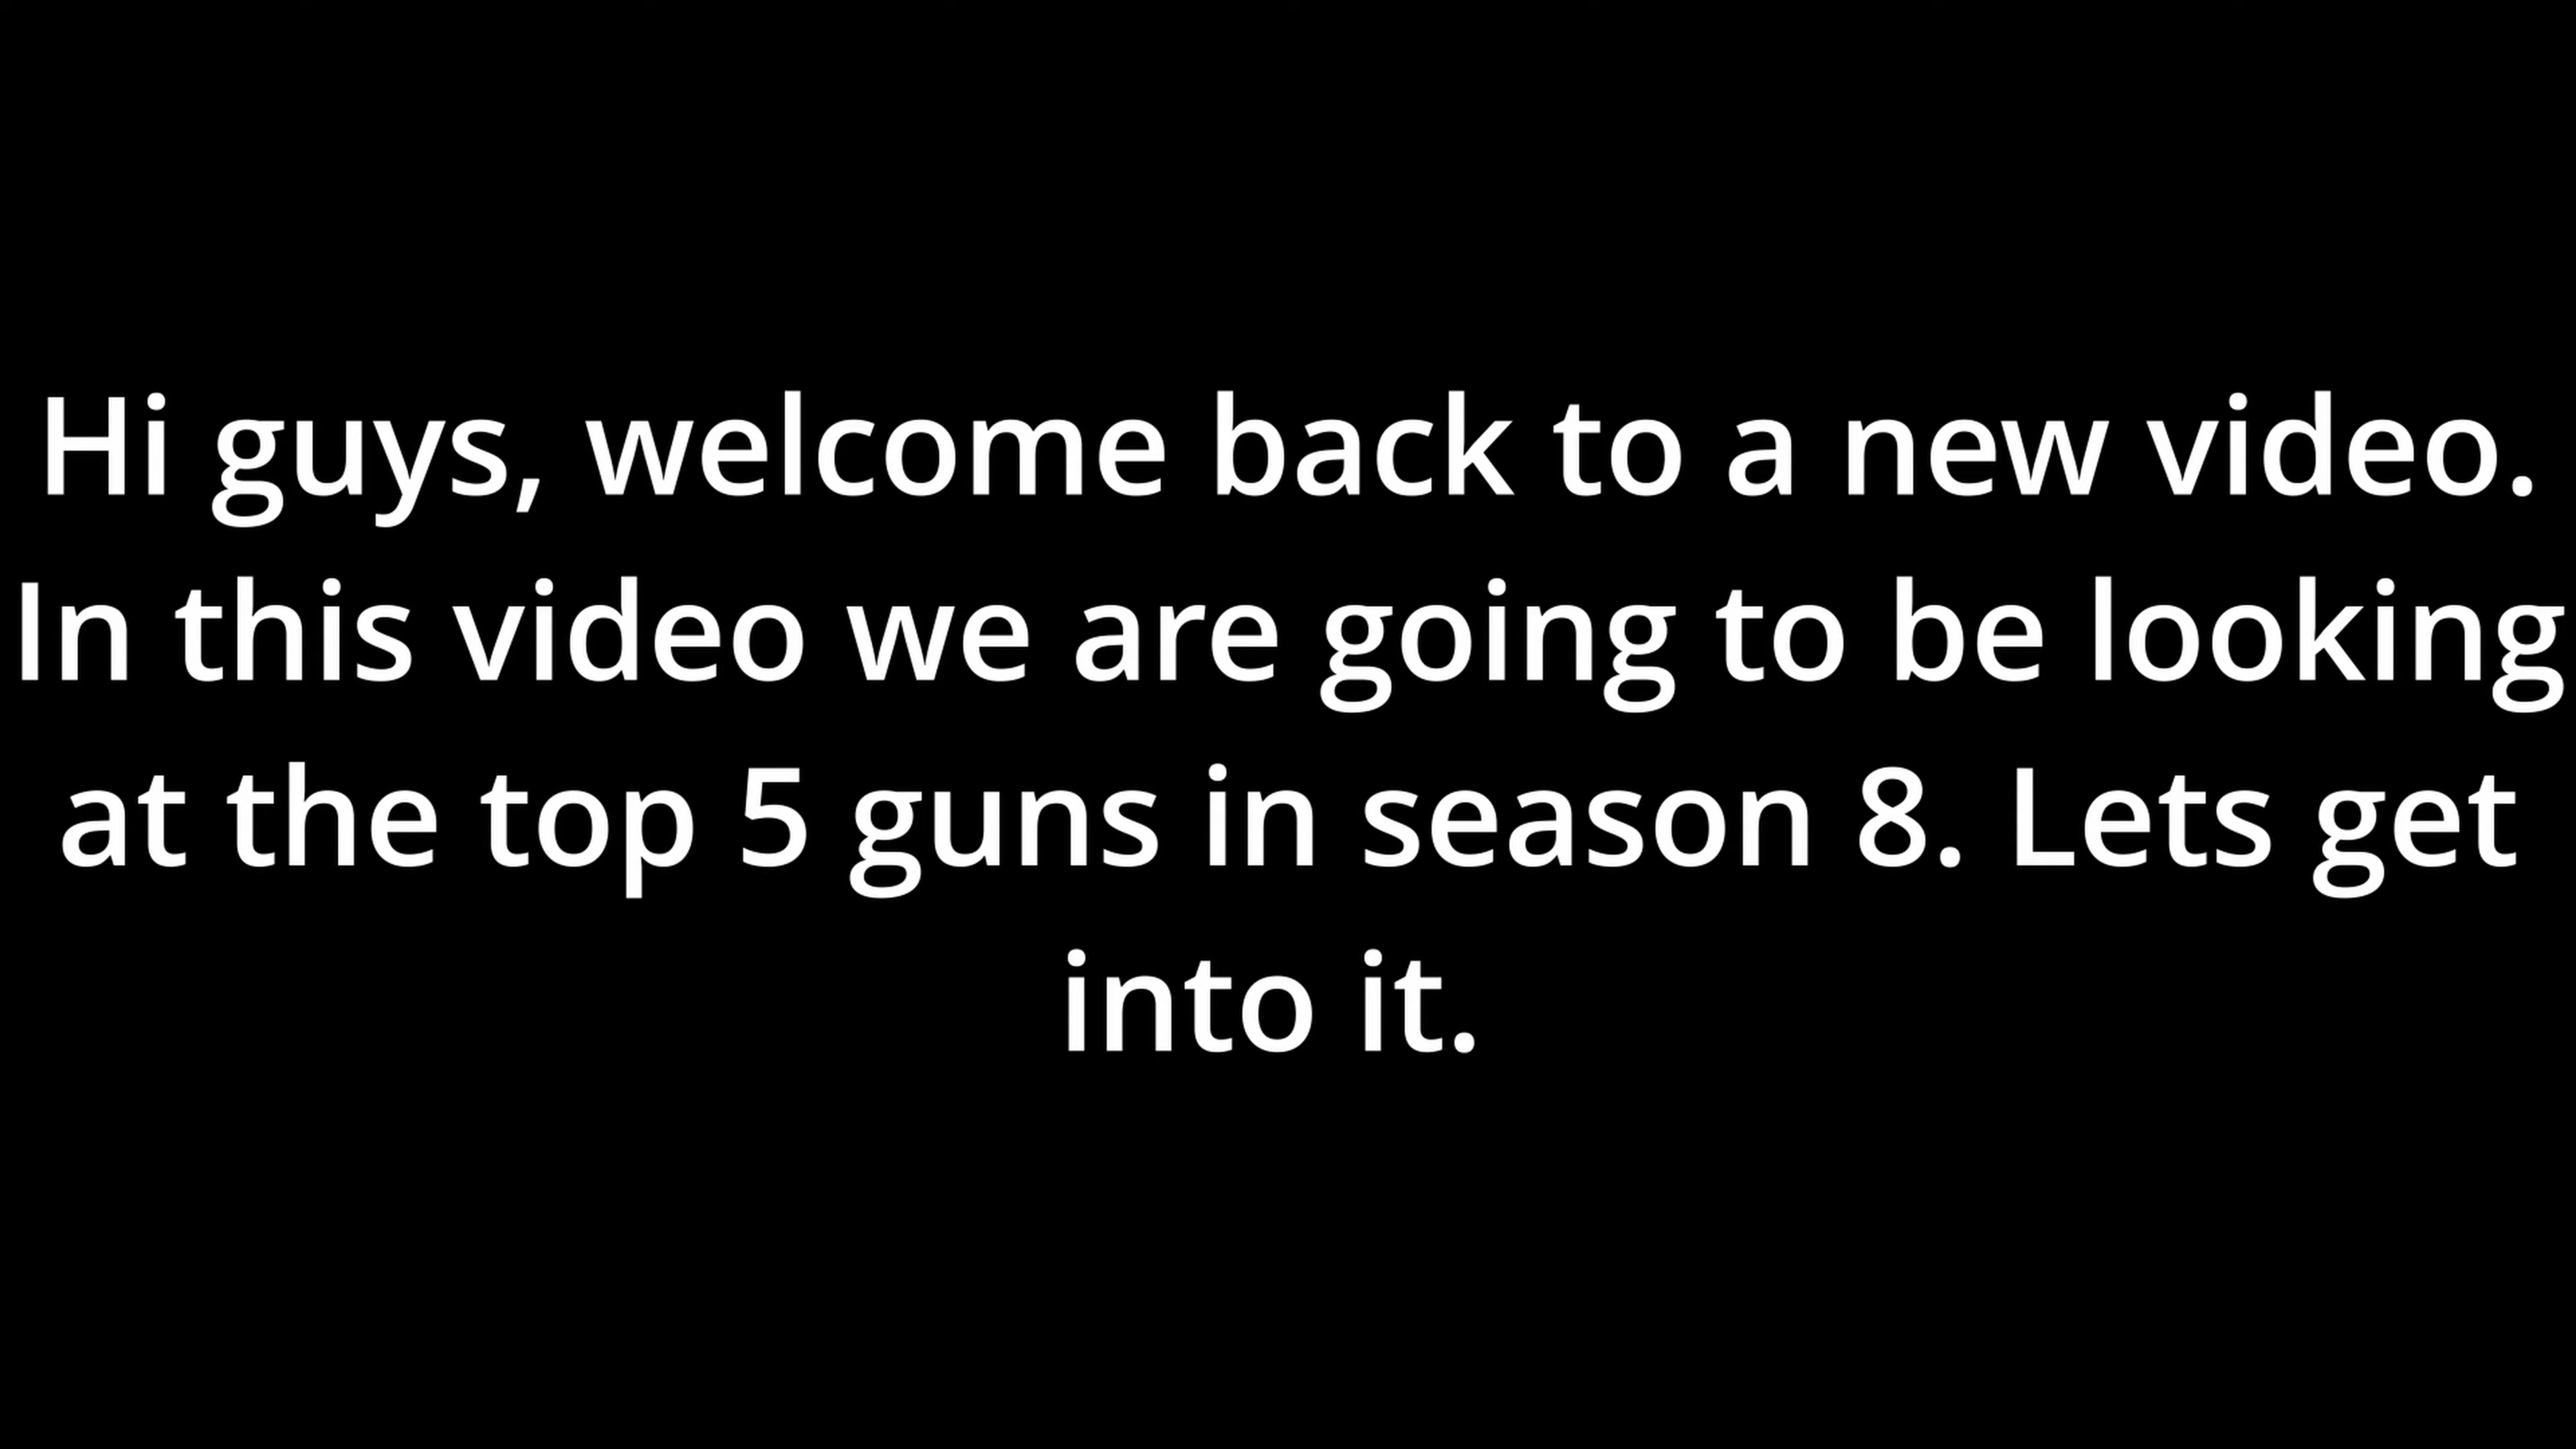 Hi guys, welcome back to a new video.
In this video we are going to be looking
at the top 5 guns in season 8. Lets get
into it.